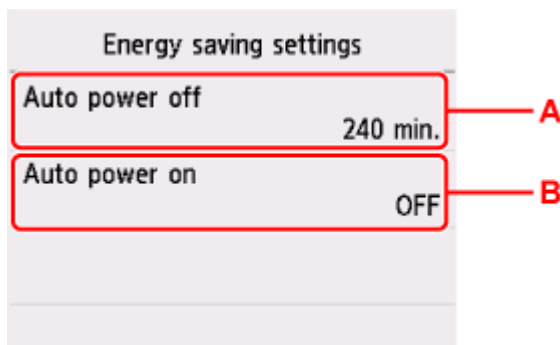 Energy saving settings
Auto power off
240 min.
A
Auto power on
OFF
B